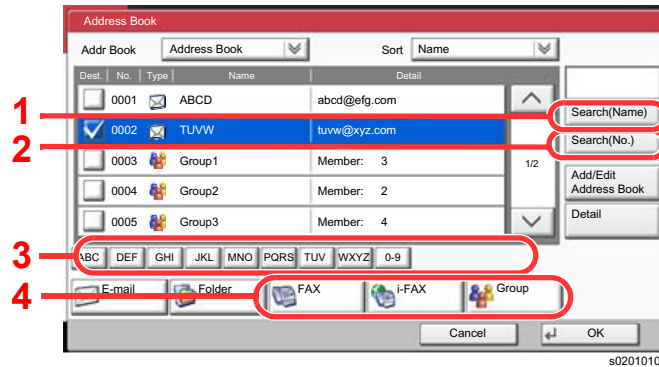 Address Book
Addr Book Address Book Sort Name
Dest. No. Type Name Detail
0001 ABCD abcd@efg.com
1 Search(Name)
0002 TUVW tuvw@xyz.com
2 Search(No.)
0003 Group1 Member: 3 1/2
Add/Edit
Address Book
0004 Group2 Member: 2
Detail
0005 Group3 Member: 4
3 ABC DEF GHI JKL MNO PQRS TUV WXYZ 0-9
4 E-mail Folder FAX i-FAX Group
Cancel OK
s0201010